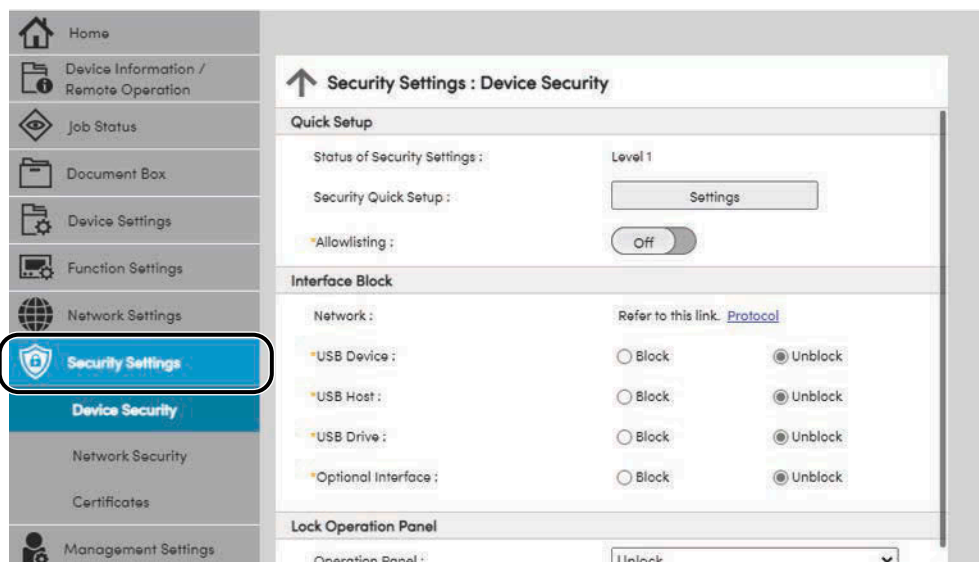 Home
Device Information /
Remote Operation
Job Status
Document Box
Device Settings
Function Settings
Network Settings
Security Settings
Device Security
Network Security
Certificates
Management Settings
Security Settings : Device Security
Quick Setup
Status of Security Settings : Level 1
Security Quick Setup : Settings
*Allowlisting : Off
Interface Block
Network : Refer to this link. Protocol
*USB Device : Block Unblock
*USB Host : Block Unblock
*USB Drive : Block Unblock
*Optional Interface : Block Unblock
Lock Operation Panel
Operation Panel : Unlock